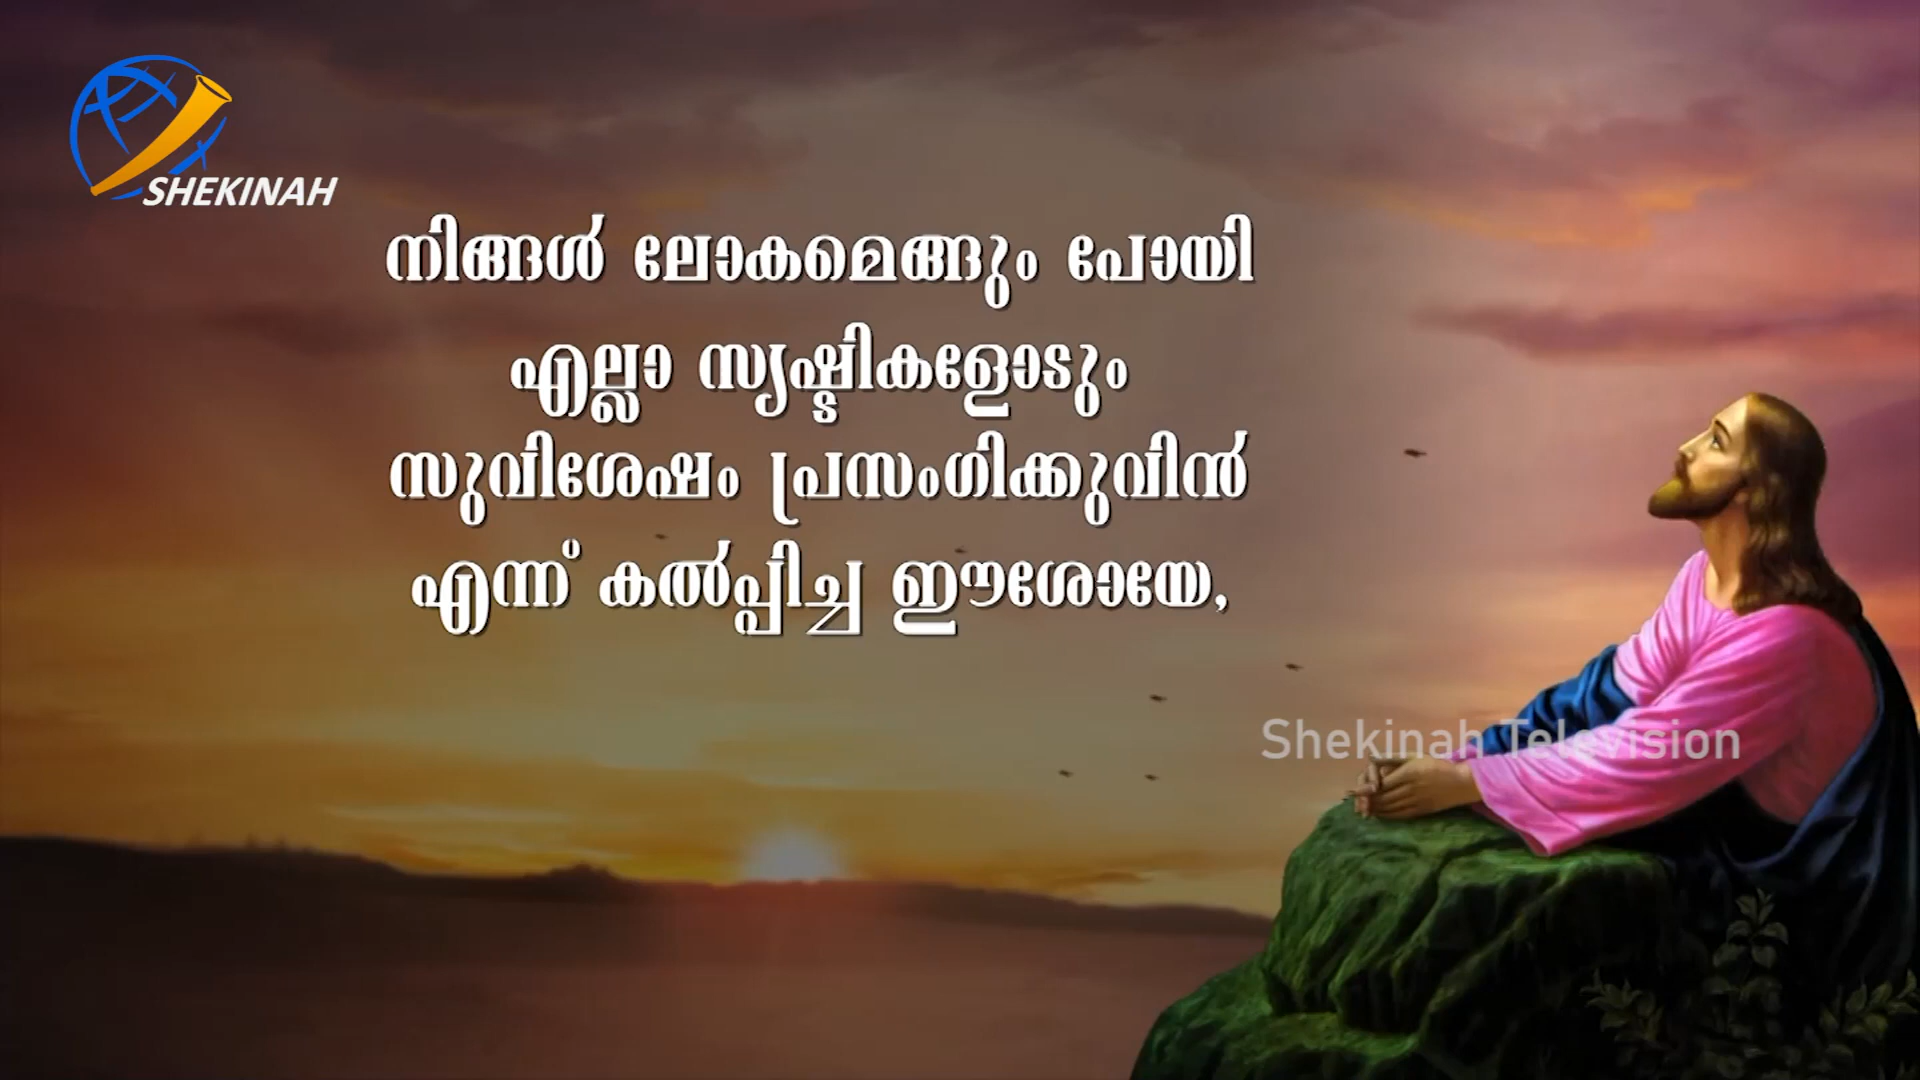 SHEKINAH
നിങ്ങൾ ലോകമെങ്ങും പോയി
എല്ലാ സൃഷ്ടികളോടും
സുവിശേഷം പ്രസംഗിക്കുവിൻ
എന്ന് കൽപ്പിച്ച ഈശോയേ,
Shekinah Television